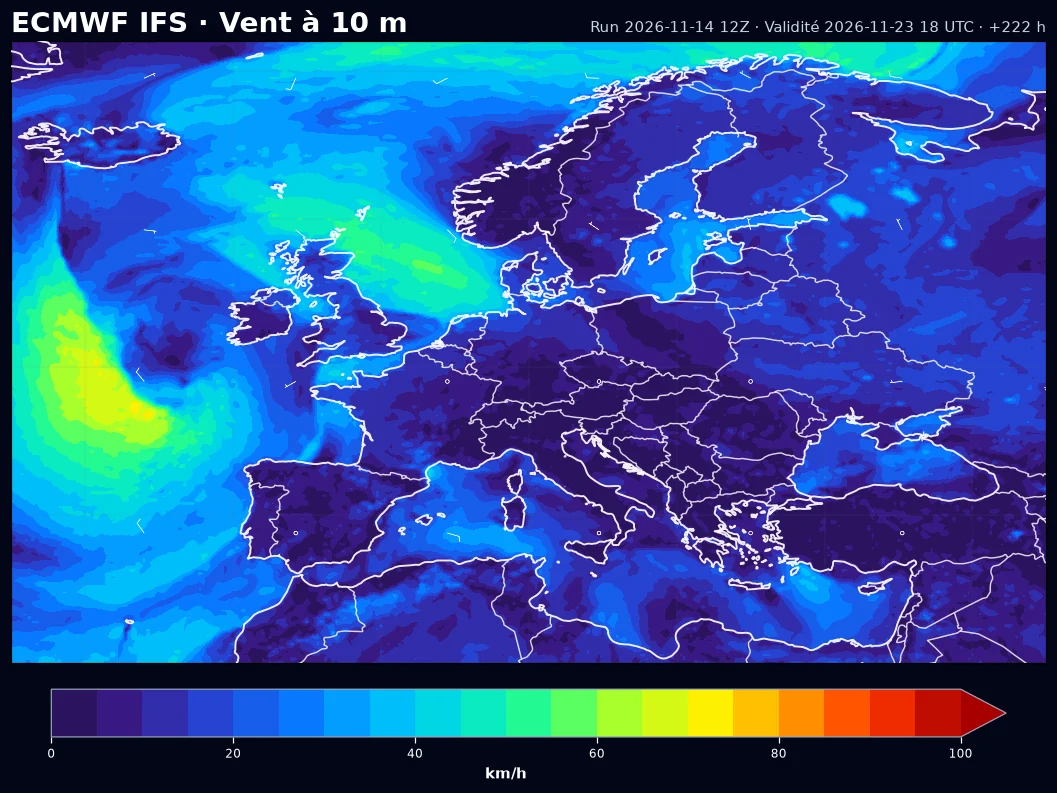 ECMWF IFS · Vent à 10 m
Run 2026-11-14 12Z · Validité 2026-11-23 18 UTC · +222 h
0 20 40 60 80 100
km/h